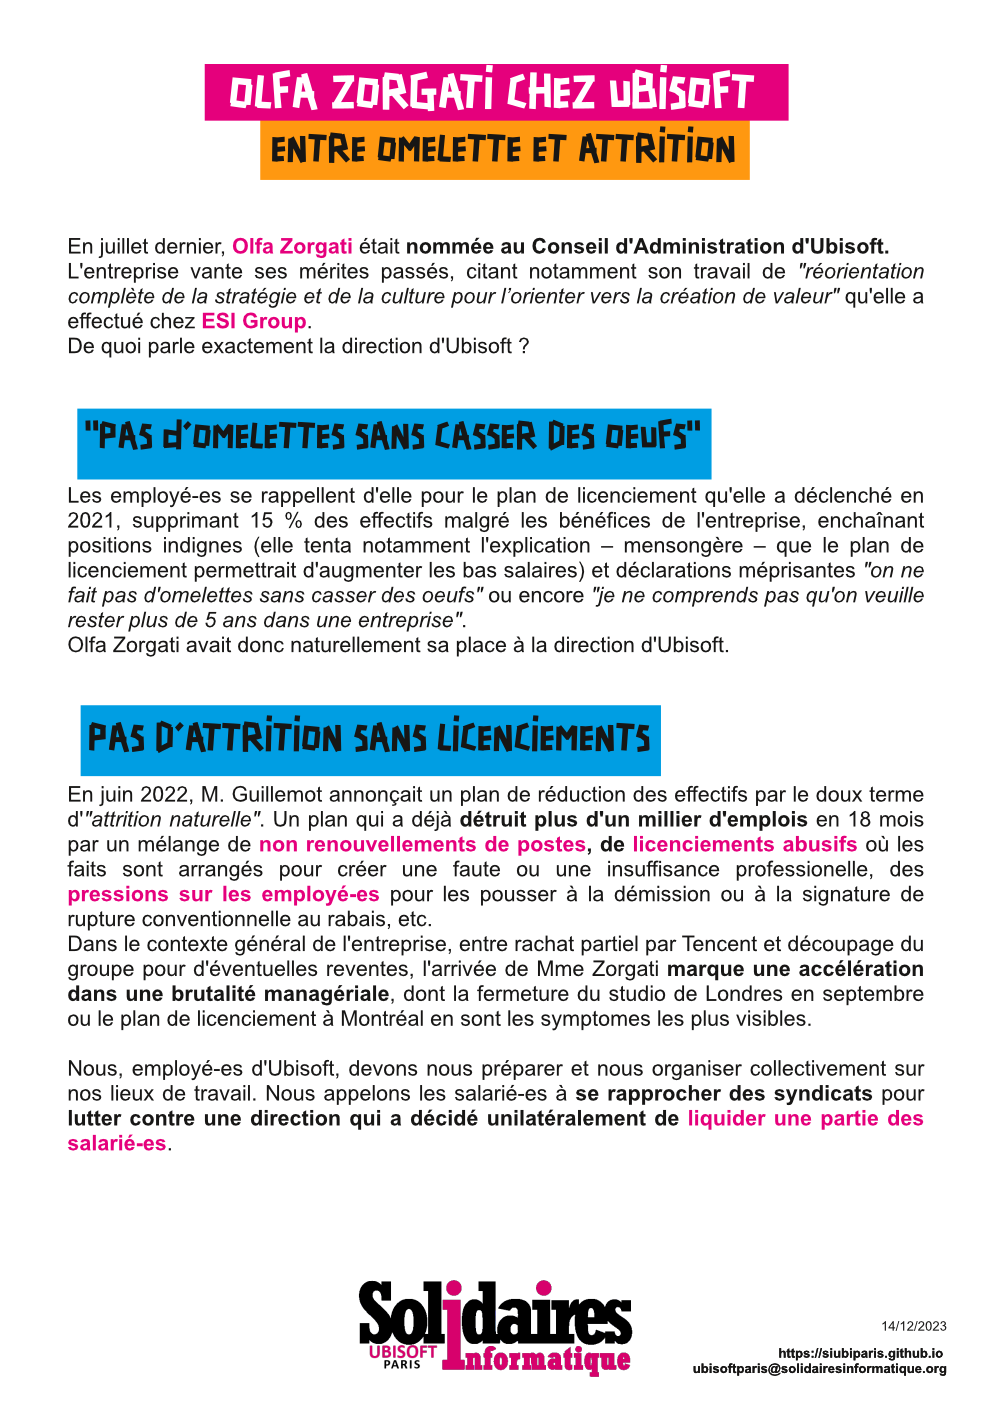 OLFA ZORGATI CHEZ UBISOFT
ENTRE OMELETTE ET ATTRITION
En juillet dernier, Olfa Zorgati était nommée au Conseil d'Administration d'Ubisoft.
L'entreprise vante ses mérites passés, citant notamment son travail de "réorientation
complète de la stratégie et de la culture pour l’orienter vers la création de valeur" qu'elle a
effectué chez ESI Group.
De quoi parle exactement la direction d'Ubisoft ?
"PAS d'OMELETTES SANS CASSER DES OEUFS"
Les employé-es se rappellent d'elle pour le plan de licenciement qu'elle a déclenché en
2021, supprimant 15 % des effectifs malgré les bénéfices de l'entreprise, enchaînant
positions indignes (elle tenta notamment l'explication – mensongère – que le plan de
licenciement permettrait d'augmenter les bas salaires) et déclarations méprisantes "on ne
fait pas d'omelettes sans casser des oeufs" ou encore "je ne comprends pas qu'on veuille
rester plus de 5 ans dans une entreprise".
Olfa Zorgati avait donc naturellement sa place à la direction d'Ubisoft.
PAS D'ATTRITION SANS LICENCIEMENTS
En juin 2022, M. Guillemot annonçait un plan de réduction des effectifs par le doux terme
d'"attrition naturelle". Un plan qui a déjà détruit plus d'un millier d'emplois en 18 mois
par un mélange de non renouvellements de postes, de licenciements abusifs où les
faits sont arrangés pour créer une faute ou une insuffisance professionnelle, des
pressions sur les employé-es pour les pousser à la démission ou à la signature de
rupture conventionnelle au rabais, etc.
Dans le contexte général de l'entreprise, entre rachat partiel par Tencent et découpage du
groupe pour d'éventuelles reventes, l'arrivée de Mme Zorgati marque une accélération
dans une brutalité managériale, dont la fermeture du studio de Londres en septembre
ou le plan de licenciement à Montréal en sont les symptomes les plus visibles.
Nous, employé-es d'Ubisoft, devons nous préparer et nous organiser collectivement sur
nos lieux de travail. Nous appelons les salarié-es à se rapprocher des syndicats pour
lutter contre une direction qui a décidé unilatéralement de liquider une partie des
salarié-es.
Solidaires
Informatique
UBISOFT
PARIS
14/12/2023
https://siubiparis.github.io
ubisoftparis@solidairesinformatique.org